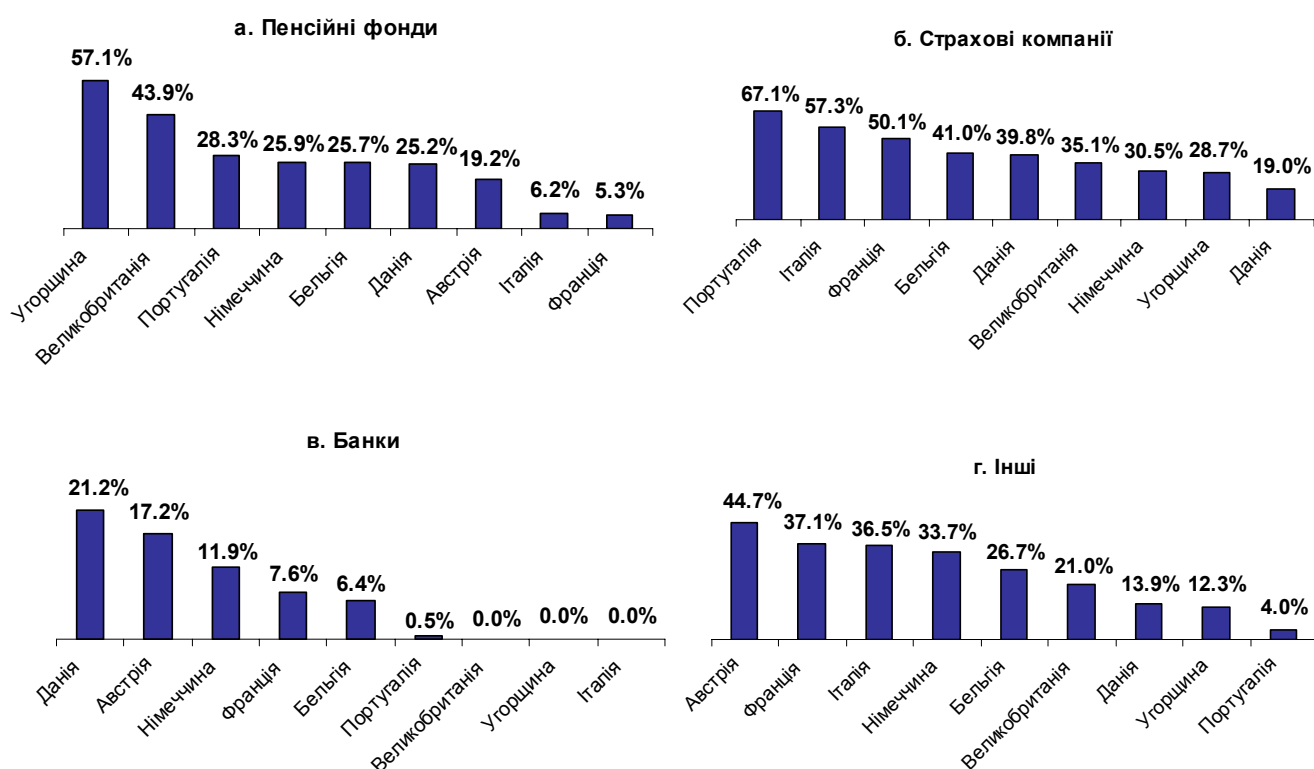 а. Пенсійні фонди
57.1%
43.9%
28.3%
25.9%
25.7%
25.2%
19.2%
6.2%
5.3%
Угорщина
Великобританія
Португалія
Німеччина
Бельгія
Данія
Австрія
Італія
Франція
б. Страхові компанії
67.1%
57.3%
50.1%
41.0%
39.8%
35.1%
30.5%
28.7%
19.0%
Португалія
Італія
Франція
Бельгія
Данія
Великобританія
Німеччина
Угорщина
Данія
в. Банки
21.2%
17.2%
11.9%
7.6%
6.4%
0.5%
0.0%
0.0%
0.0%
Данія
Австрія
Німеччина
Франція
Бельгія
Португалія
Великобританія
Угорщина
Італія
г. Інші
44.7%
37.1%
36.5%
33.7%
26.7%
21.0%
13.9%
12.3%
4.0%
Австрія
Франція
Італія
Німеччина
Бельгія
Великобританія
Данія
Угорщина
Португалія